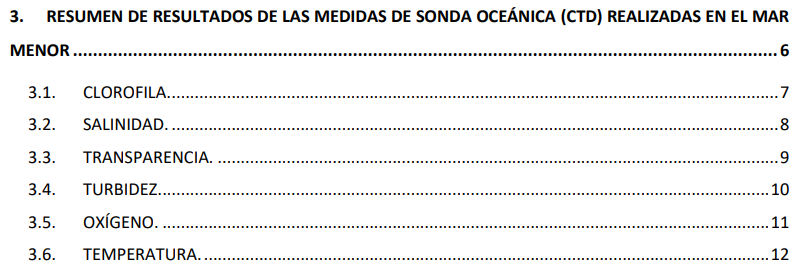 3. RESUMEN DE RESULTADOS DE LAS MEDIDAS DE SONDA OCEÁNICA (CTD) REALIZADAS EN EL MAR
MENOR ........................................................................ 6
3.1. CLOROFILA........................................................................ 7
3.2. SALINIDAD. ........................................................................ 8
3.3. TRANSPARENCIA. ........................................................................ 9
3.4. TURBIDEZ........................................................................ 10
3.5. OXÍGENO. ........................................................................ 11
3.6. TEMPERATURA. ........................................................................ 12